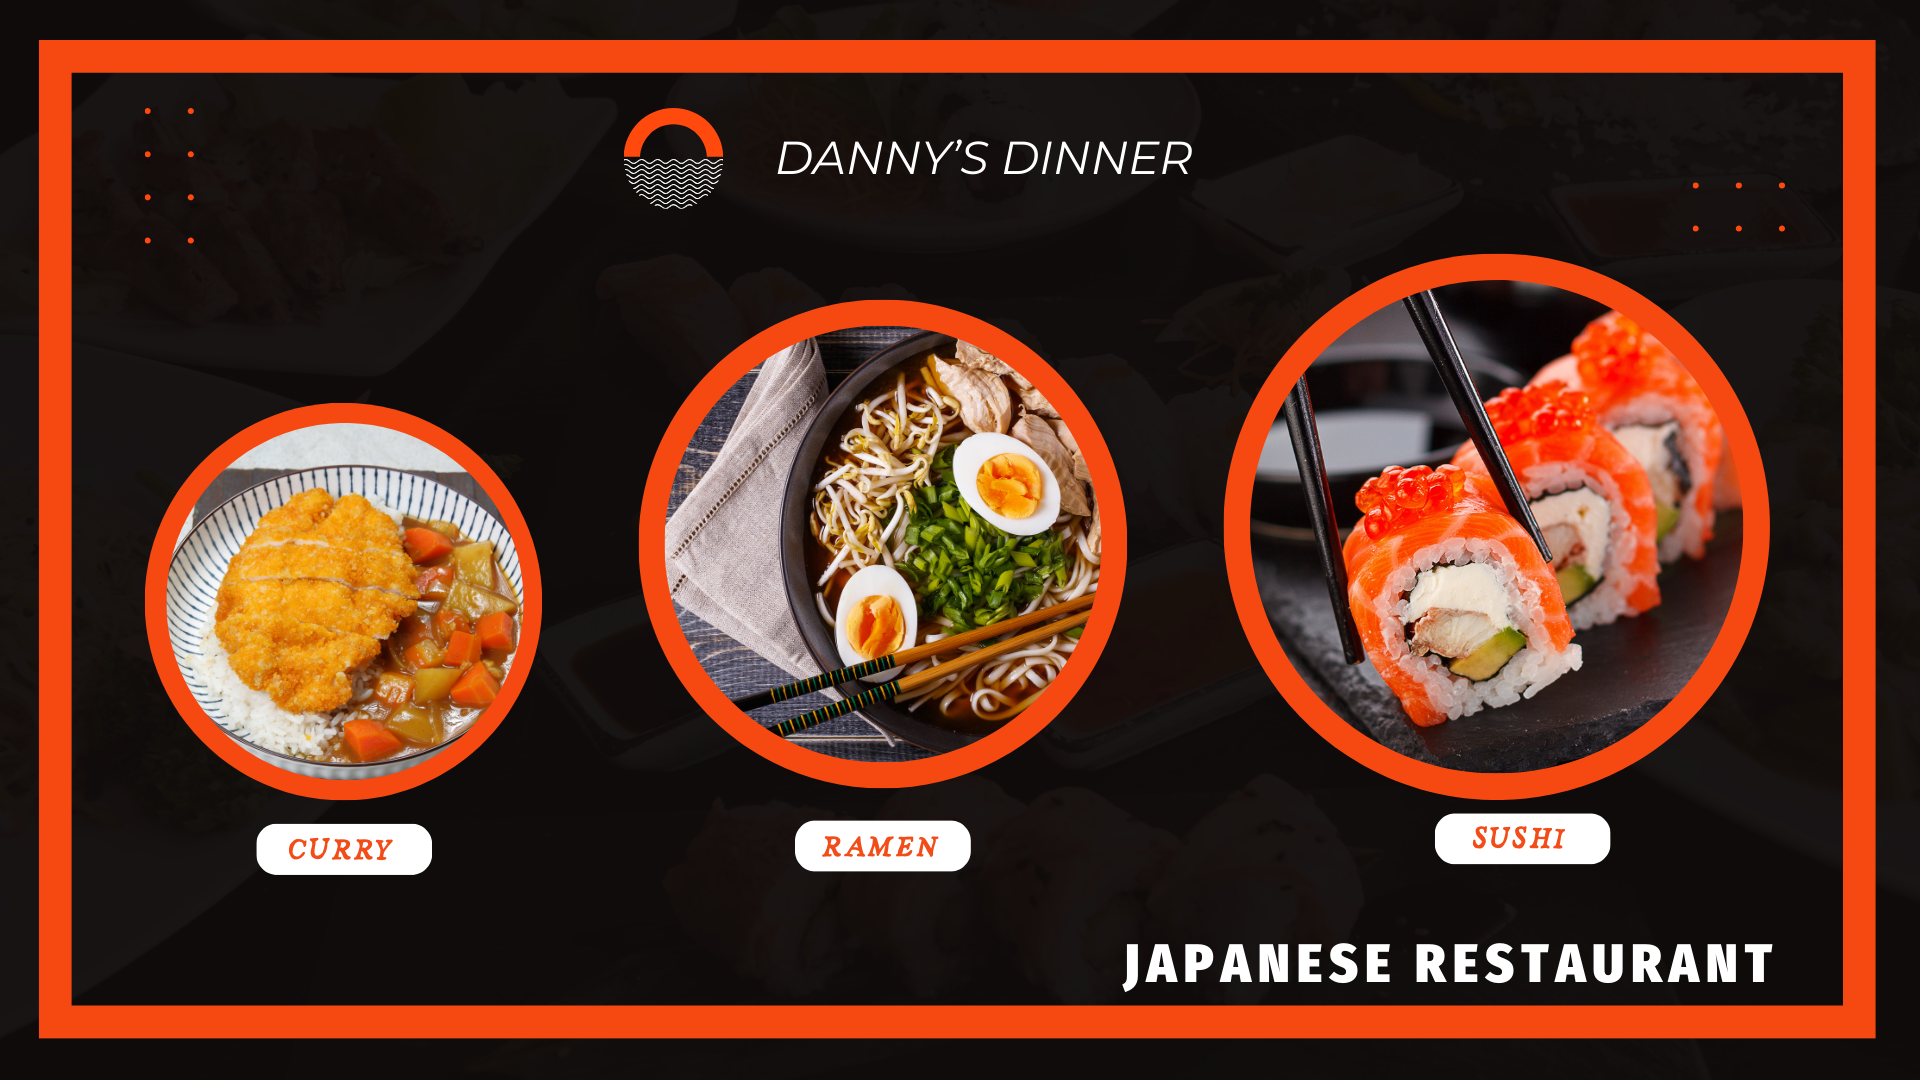 DANNY’S DINNER
CURRY
RAMEN
SUSHI
JAPANESE RESTAURANT